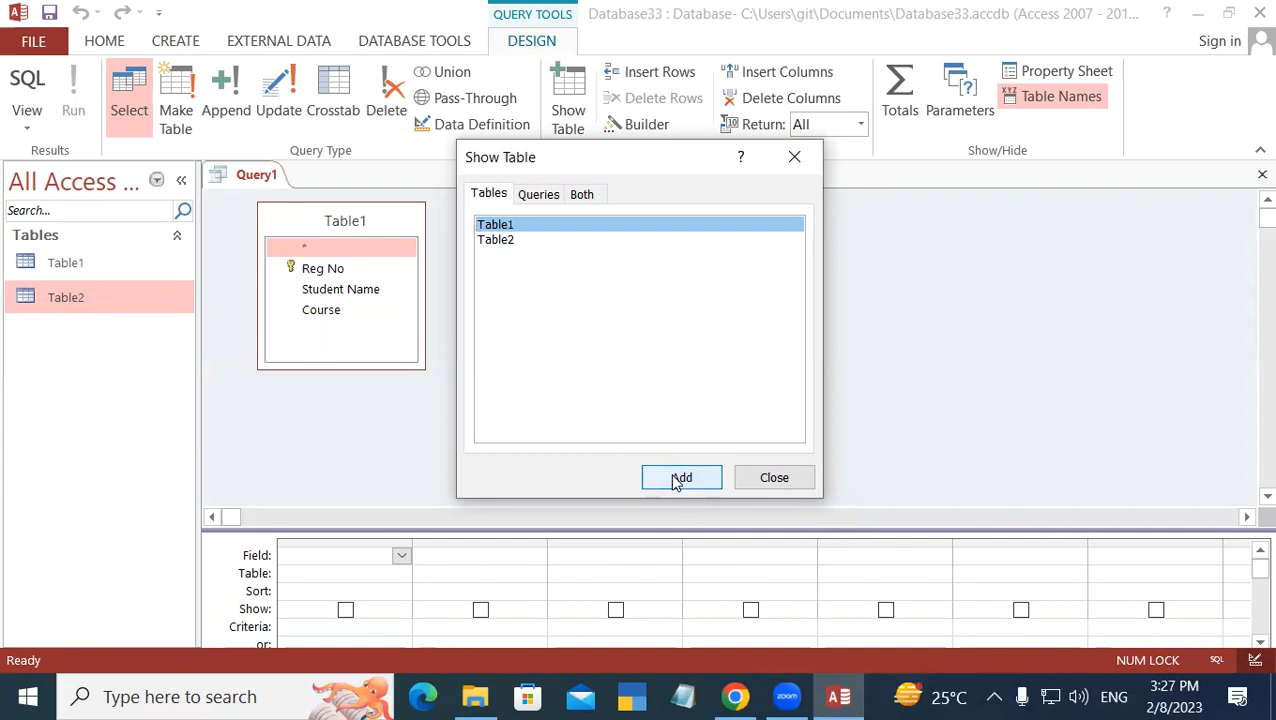 QUERY TOOLS
Database33 : Database- C:\Users\git\Documents\Database33.accdb (Access 2007 - 201...
?
FILE
HOME
CREATE
EXTERNAL DATA
DATABASE TOOLS
DESIGN
Sign in
SQL
View
Run
Select
Make
Table
Append
Update
Crosstab
Delete
Union
Pass-Through
Data Definition
Show
Table
Insert Rows
Delete Rows
Builder
Insert Columns
Delete Columns
Return: All
Totals
Parameters
Property Sheet
XYZ Table Names
Results
Query Type
Show/Hide
All Access ...
Search...
Tables
Table1
Table2
Query1
Table1
*
Reg No
Student Name
Course
Show Table
?
Tables
Queries
Both
Table1
Table2
Add
Close
Field:
Table:
Sort:
Show:
Criteria:
or:
Ready
NUM LOCK
SQL
Type here to search
zoom
25°C
ENG
3:27 PM
2/8/2023